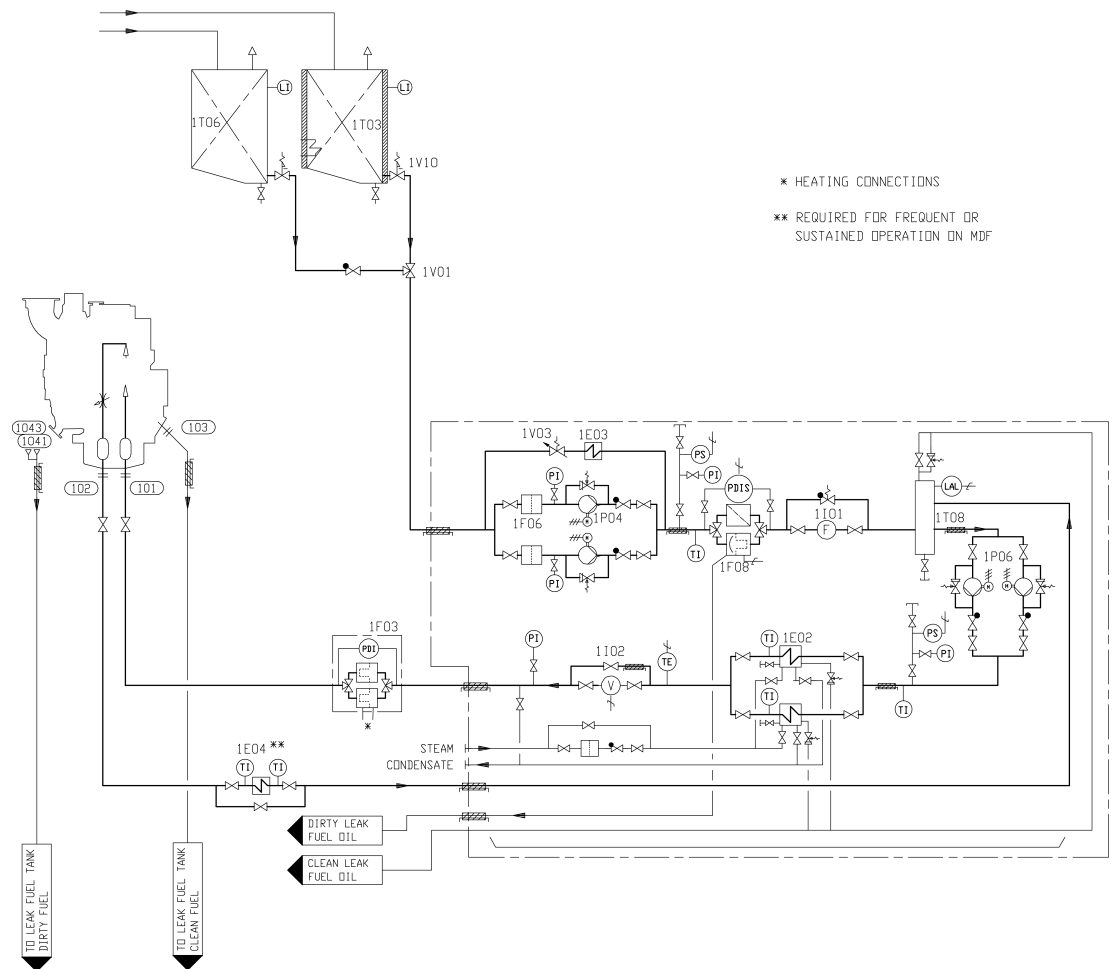 LI
LI
1T06
1T03
1V10
* HEATING CONNECTIONS
** REQUIRED FOR FREQUENT OR
SUSTAINED OPERATION ON MDF
1V01
1043
1041
103
102
101
1V03
1E03
PS
PI
PI
PDIS
1I01
LAL
1F06
1P04
M
F
1T08
M
TI
1F08
1P06
PI
M
M
1F03
PDI
PI
1I02
TE
TI
1E02
PS
PI
V
TI
TI
*
STEAM
CONDENSATE
1E04 **
TI
TI
DIRTY LEAK
FUEL OIL
CLEAN LEAK
FUEL OIL
TO LEAK FUEL TANK
DIRTY FUEL
TO LEAK FUEL TANK
CLEAN FUEL